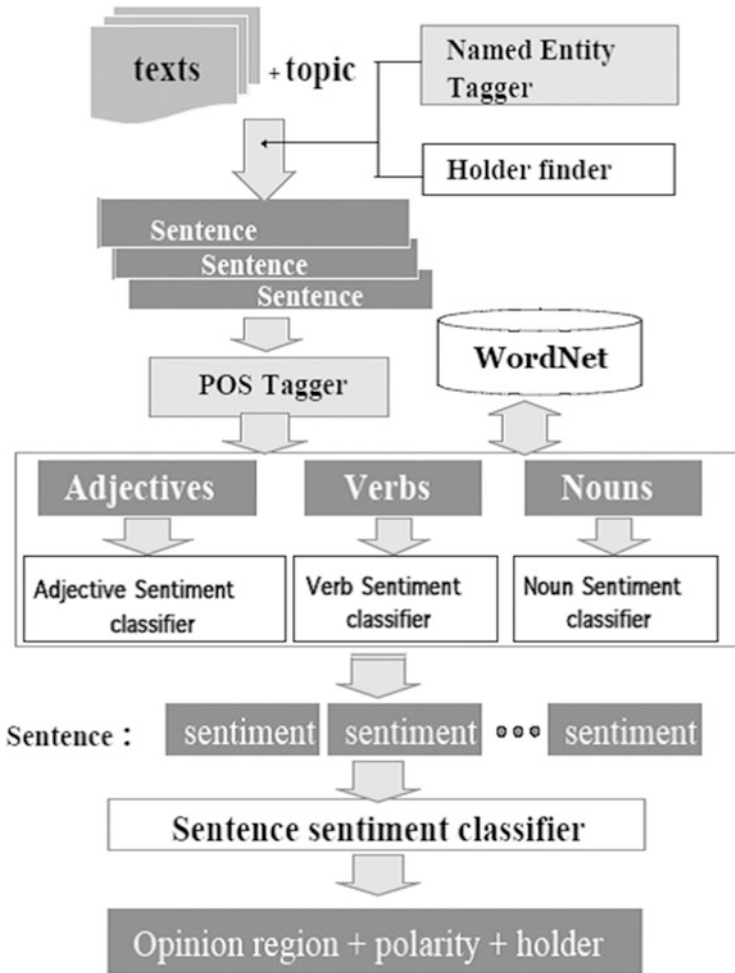 texts + topic
Named Entity
Tagger
Holder finder
Sentence
Sentence
Sentence
POS Tagger
WordNet
Adjectives
Verbs
Nouns
Adjective Sentiment
classifier
Verb Sentiment
classifier
Noun Sentiment
classifier
Sentence : sentiment sentiment ••• sentiment
Sentence sentiment classifier
Opinion region + polarity + holder